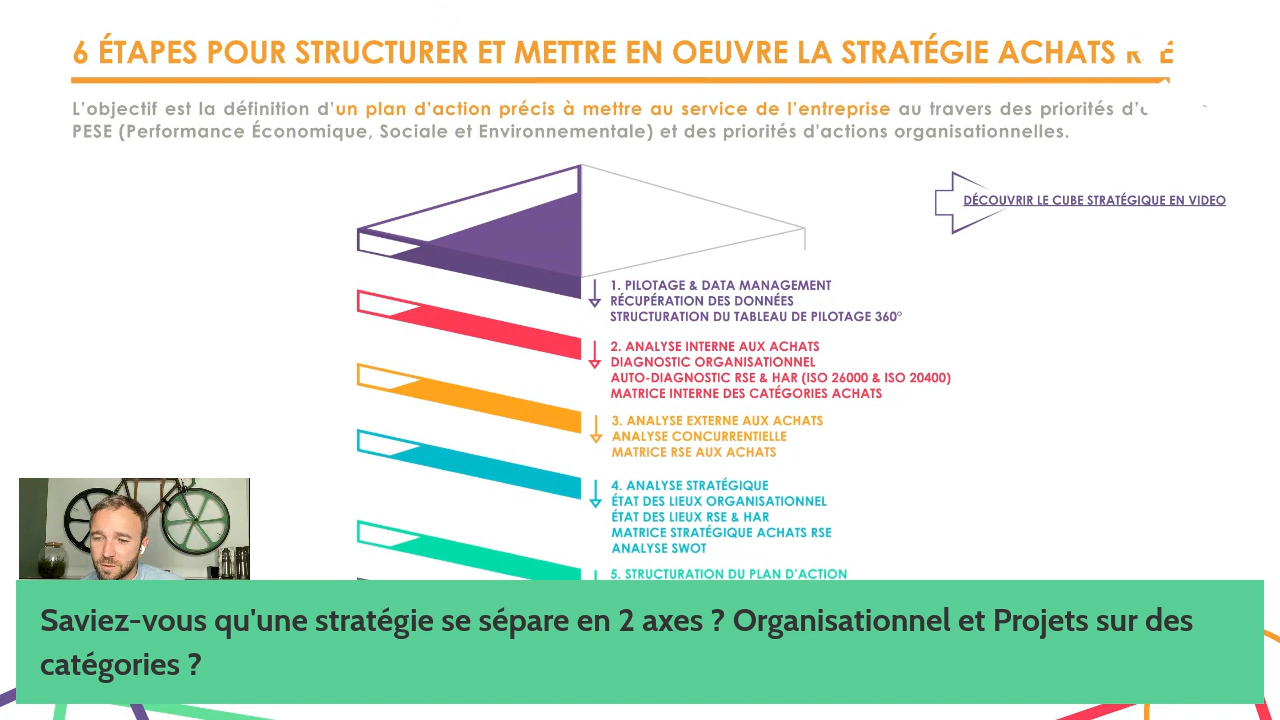 6 ÉTAPES POUR STRUCTURER ET METTRE EN OEUVRE LA STRATÉGIE ACHATS
L'objectif est la définition d'un plan d'action précis à mettre au service de l'entreprise au travers des priorités
PESE (Performance Économique, Sociale et Environnementale) et des priorités d'actions organisationnelles.
DÉCOUVRIR LE CUBE STRATÉGIQUE EN VIDEO
1. PILOTAGE & DATA MANAGEMENT
RÉCUPÉRATION DES DONNÉES
STRUCTURATION DU TABLEAU DE PILOTAGE 360°
2. ANALYSE INTERNE AUX ACHATS
DIAGNOSTIC ORGANISATIONNEL
AUTO-DIAGNOSTIC RSE & HAR (ISO 26000 & ISO 20400)
MATRICE INTERNE DES CATÉGORIES ACHATS
3. ANALYSE EXTERNE AUX ACHATS
ANALYSE CONCURRENTIELLE
MATRICE RSE AUX ACHATS
4. ANALYSE STRATÉGIQUE
ÉTAT DES LIEUX ORGANISATIONNEL
ÉTAT DES LIEUX RSE & HAR
MATRICE STRATÉGIQUE ACHATS RSE
ANALYSE SWOT
5. STRUCTURATION DU PLAN D'ACTION
Saviez-vous qu'une stratégie se sépare en 2 axes ? Organisationnel et Projets sur des
catégories ?